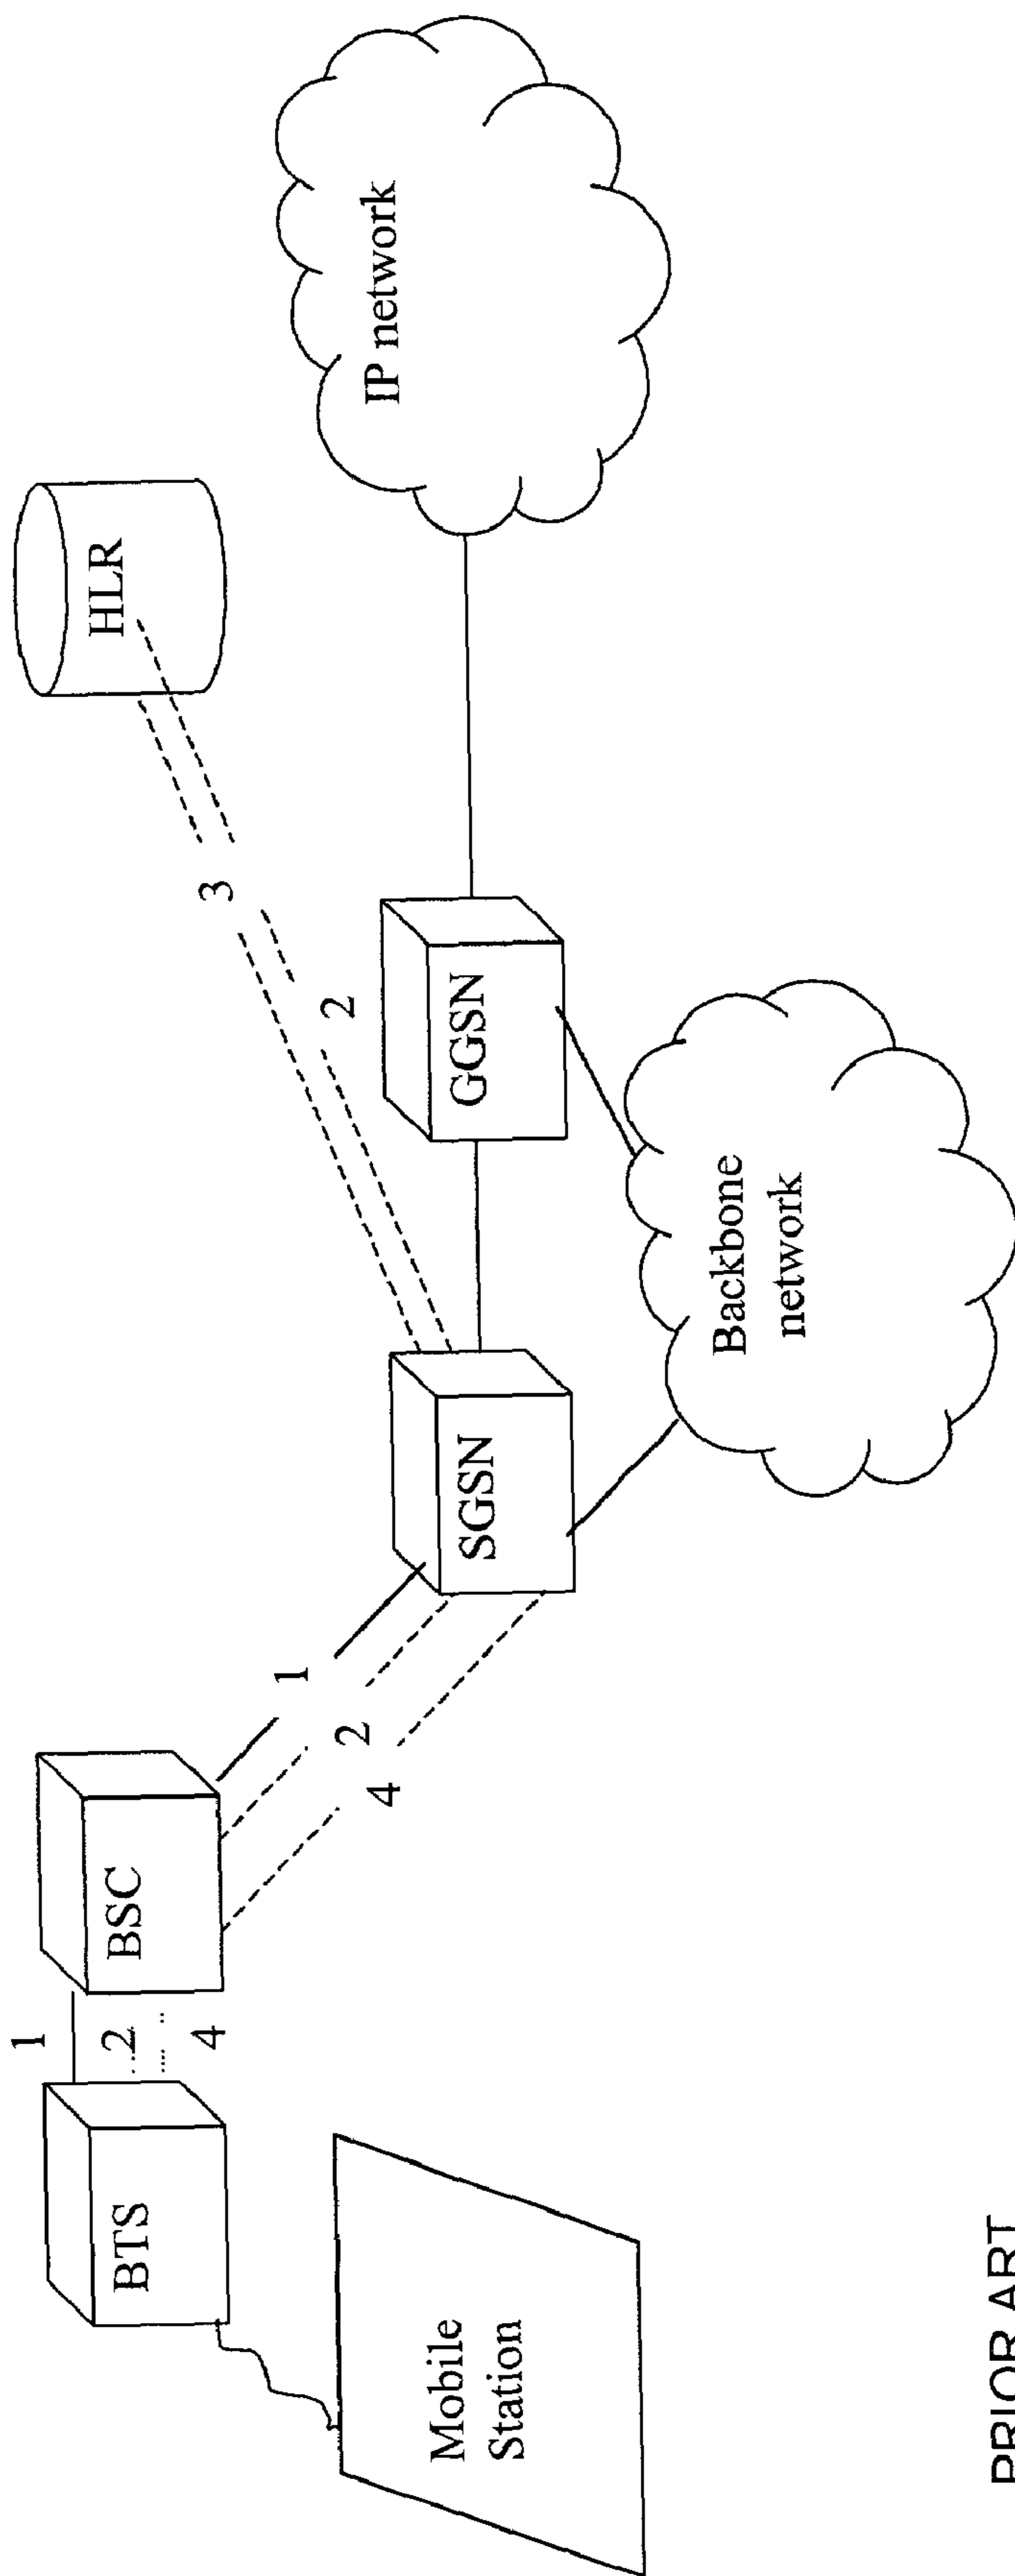 HLR
IP network
3
2
GGSN
1
BSC
1
2
4
SGSN
BTS
2
4
Backbone
network
Mobile
Station
PRIOR ART